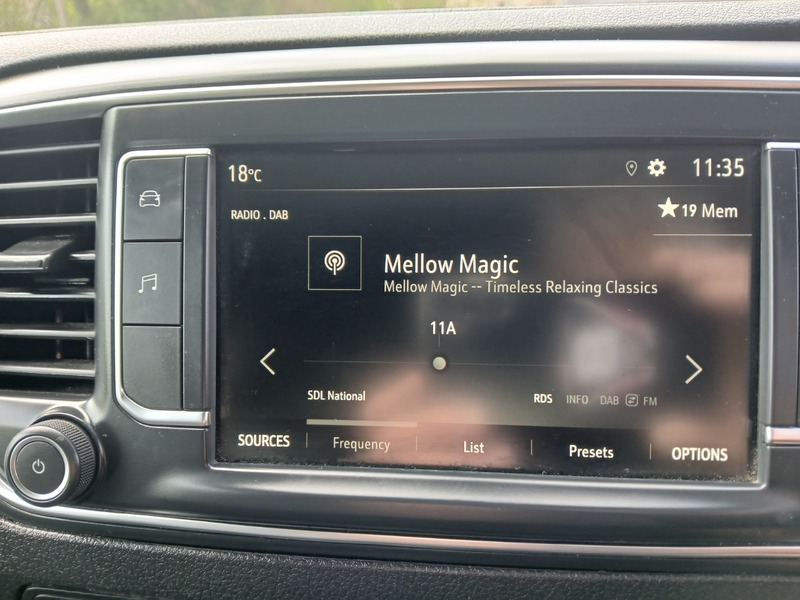 18°C
11:35
RADIO . DAB
★19 Mem
Mellow Magic
Mellow Magic -- Timeless Relaxing Classics
11A
SDL National
RDS INFO DAB FM
SOURCES Frequency List Presets OPTIONS